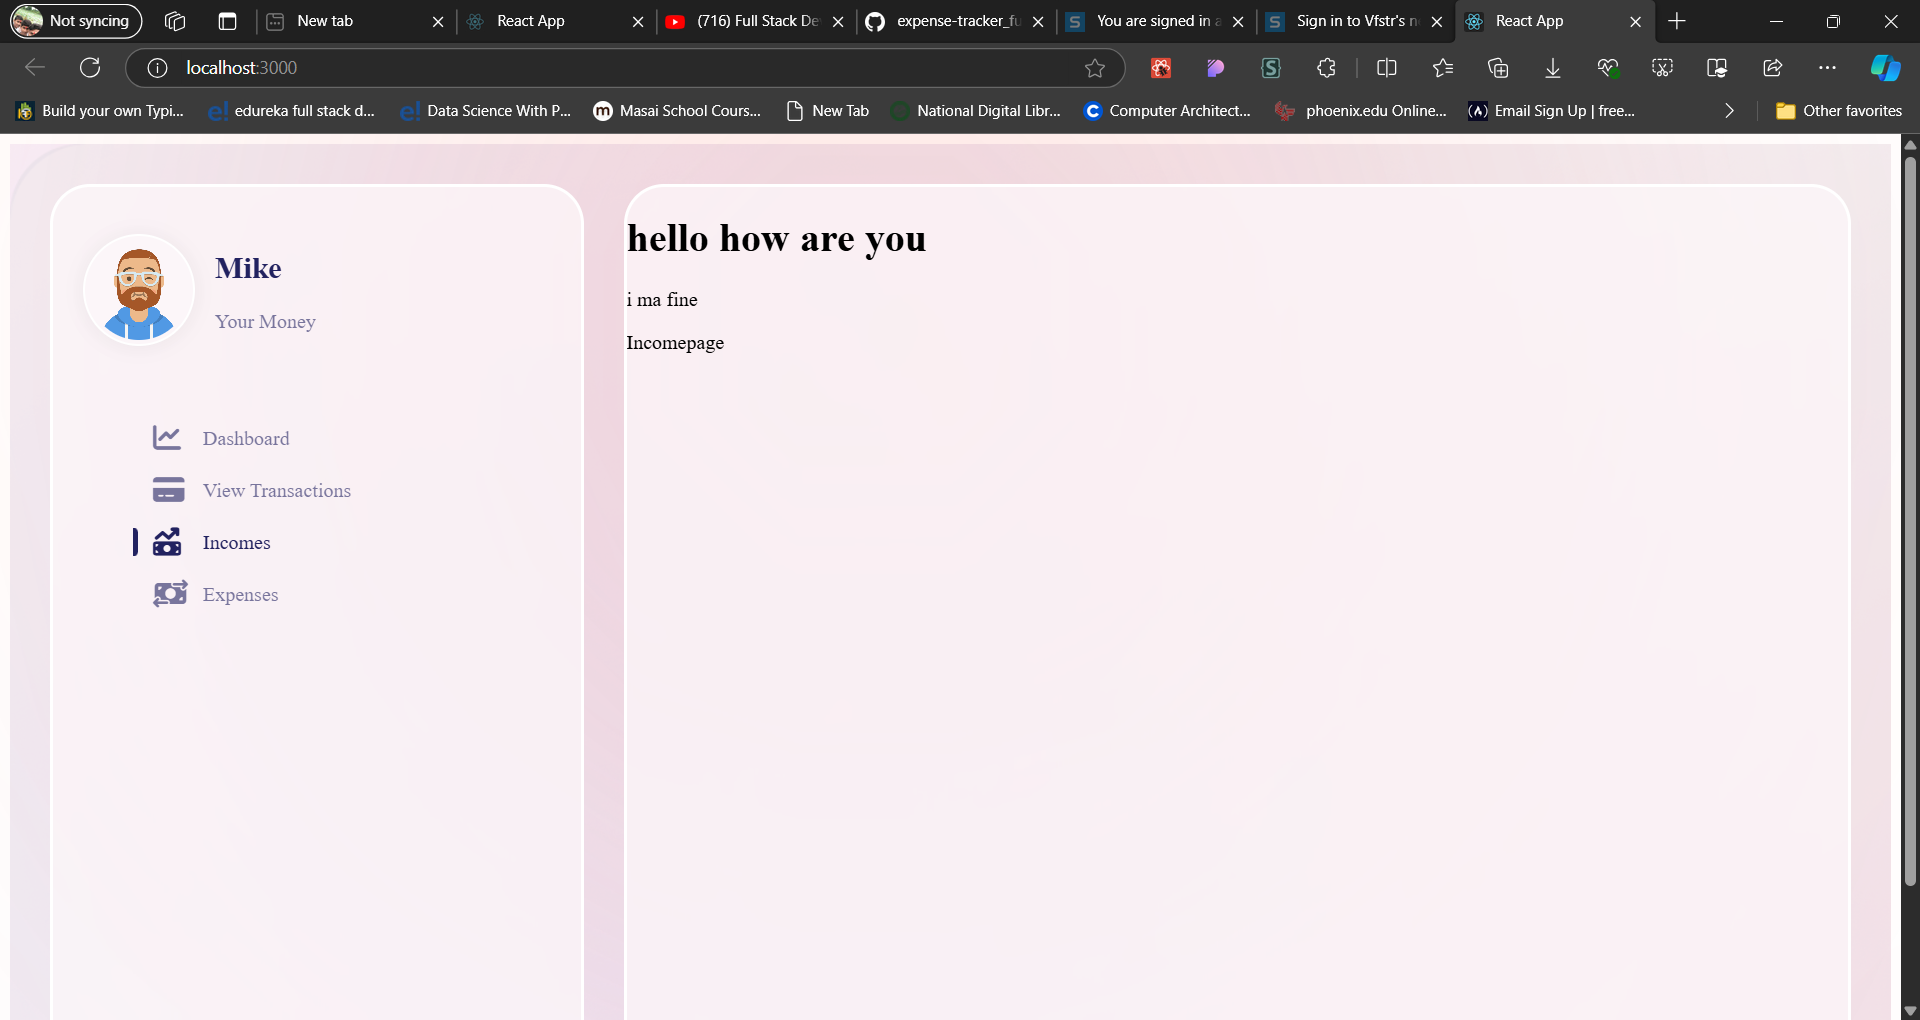 Not syncing
New tab
React App
(716) Full Stack De
expense-tracker_fu
You are signed in a
Sign in to Vfstr's n
React App
localhost:3000
Build your own Typi...
edureka full stack d...
Data Science With P...
Masai School Cours...
New Tab
National Digital Libr...
Computer Architect...
phoenix.edu Online...
Email Sign Up | free...
Other favorites
Mike
Your Money
Dashboard
View Transactions
Incomes
Expenses
hello how are you
i ma fine
Incomepage